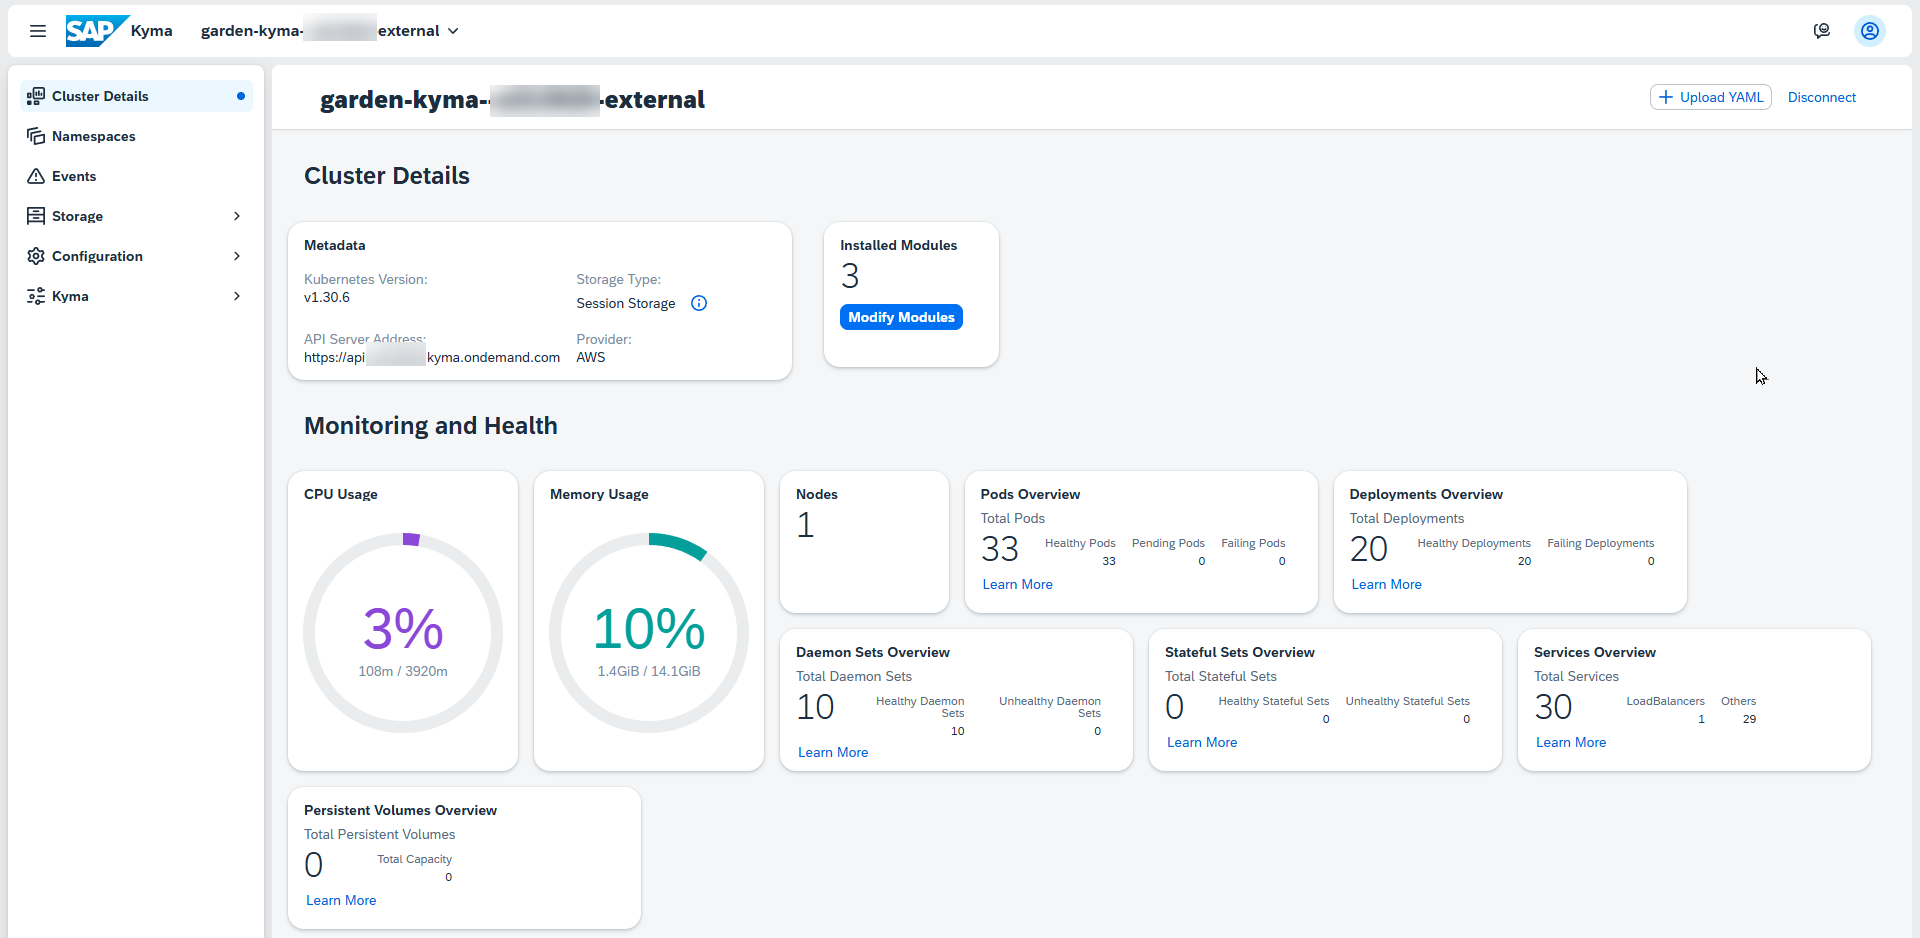 SAP Kyma garden-kyma- external
Cluster Details
Namespaces
Events
Storage
Configuration
Kyma
garden-kyma- -external
Upload YAML Disconnect
Cluster Details
Metadata
Kubernetes Version:
v1.30.6
Storage Type:
Session Storage
API Server Address:
https://api kyma.ondemand.com
Provider:
AWS
Installed Modules
3
Modify Modules
Monitoring and Health
CPU Usage
3%
108m / 3920m
Memory Usage
10%
1.4GiB / 14.1GiB
Nodes
1
Pods Overview
Total Pods
33
Healthy Pods
33
Pending Pods
0
Failing Pods
0
Learn More
Deployments Overview
Total Deployments
20
Healthy Deployments
20
Failing Deployments
0
Learn More
Daemon Sets Overview
Total Daemon Sets
10
Healthy Daemon
Sets
10
Unhealthy Daemon
Sets
0
Learn More
Stateful Sets Overview
Total Stateful Sets
0
Healthy Stateful Sets
0
Unhealthy Stateful Sets
0
Learn More
Services Overview
Total Services
30
LoadBalancers
1
Others
29
Learn More
Persistent Volumes Overview
Total Persistent Volumes
0
Total Capacity
0
Learn More